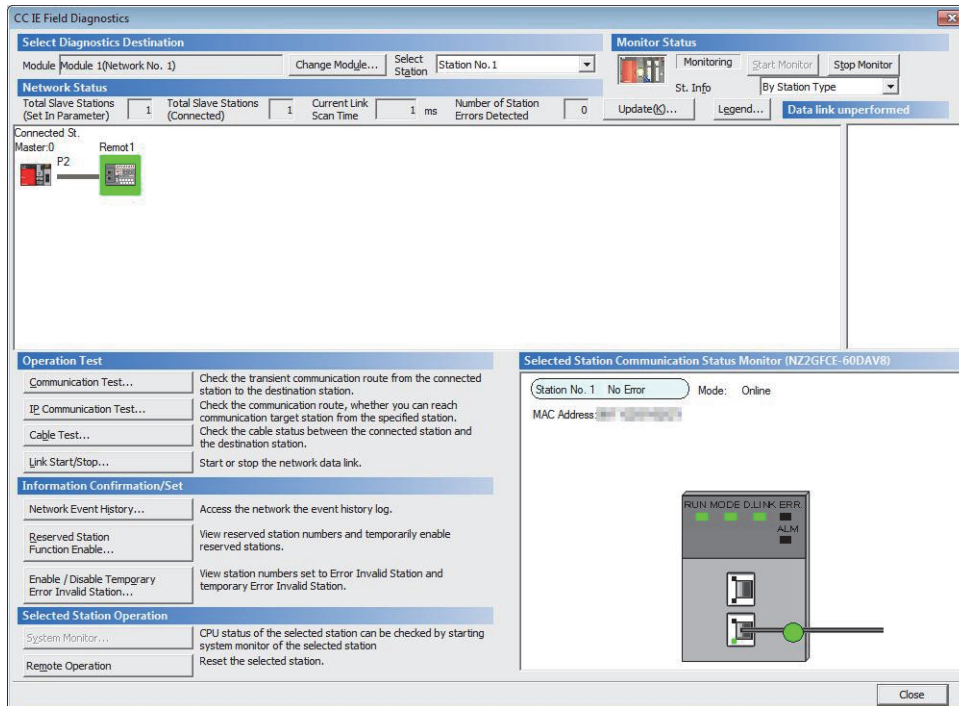 CC IE Field Diagnostics
Select Diagnostics Destination
Module Module 1(Network No. 1) Change Module... Select Station Station No.1
Monitor Status
Monitoring Start Monitor Stop Monitor
St. Info By Station Type
Network Status
Total Slave Stations (Set In Parameter) 1 Total Slave Stations (Connected) 1 Current Link Scan Time 1 ms Number of Station Errors Detected 0
Update(K)... Legend... Data link unperformed
Connected St.
Master:0 Remot1
P2
Operation Test
Communication Test... Check the transient communication route from the connected
station to the destination station.
IP Communication Test... Check the communication route, whether you can reach
communication target station from the specified station.
Cable Test... Check the cable status between the connected station and
the destination station.
Link Start/Stop... Start or stop the network data link.
Information Confirmation/Set
Network Event History... Access the network the event history log.
Reserved Station
Function Enable...
View reserved station numbers and temporarily enable
reserved stations.
Enable / Disable Temporary
Error Invalid Station...
View station numbers set to Error Invalid Station and
temporary Error Invalid Station.
Selected Station Operation
System Monitor... CPU status of the selected station can be checked by starting
system monitor of the selected station
Remote Operation Reset the selected station.
Selected Station Communication Status Monitor (NZ2GFCE-60DAV8)
Station No. 1 No Error Mode: Online
MAC Address:
RUN MODE D.LINK ERR.
ALM
Close